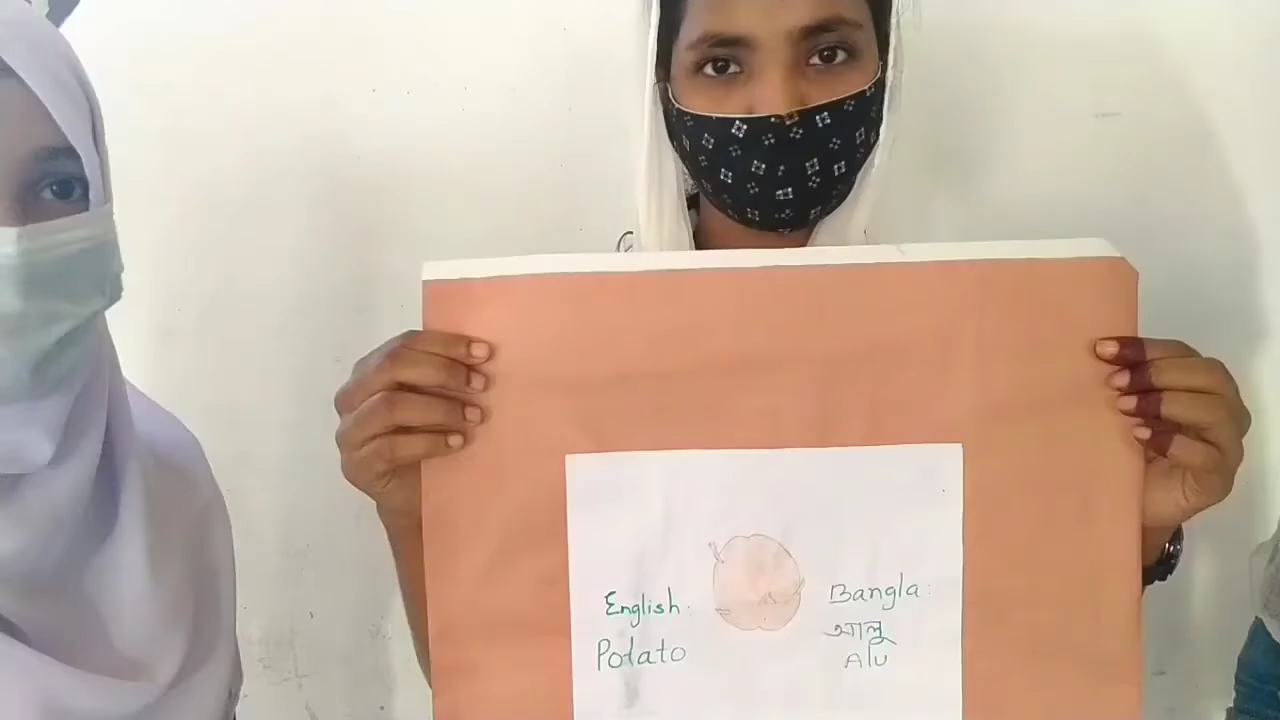 English:
Potato
Bangla:
আলু
Alu